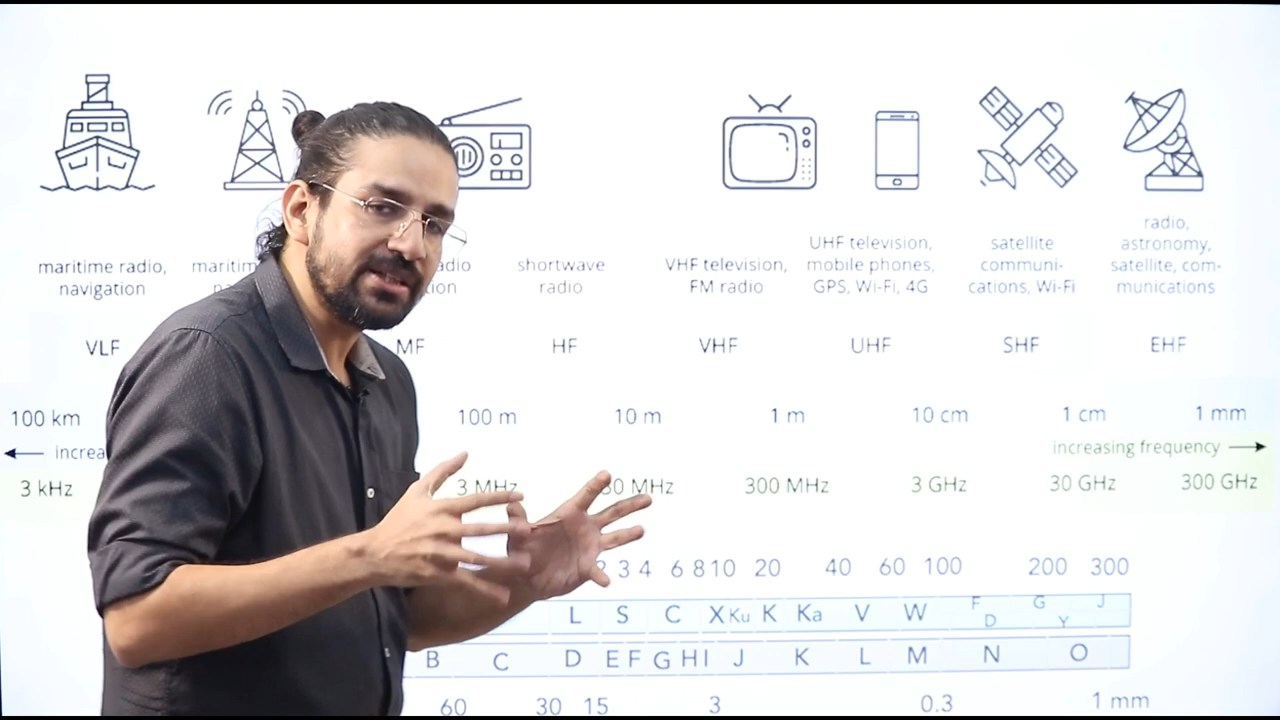 maritime radio,
navigation
shortwave
radio
VHF television,
FM radio
UHF television,
mobile phones,
GPS, Wi-Fi, 4G
satellite
communi-
cations, Wi-Fi
radio,
astronomy,
satellite, com-
munications
VLF MF HF VHF UHF SHF EHF
100 km 100 m 10 m 1 m 10 cm 1 cm 1 mm
increasing frequency
3 kHz 3 MHz 30 MHz 300 MHz 3 GHz 30 GHz 300 GHz
3 4 6 8 10 20 40 60 100 200 300
L S C X Ku K Ka V W F D G Y J
B C D E F G H I J K L M N O
60 30 15 3 0.3 1 mm